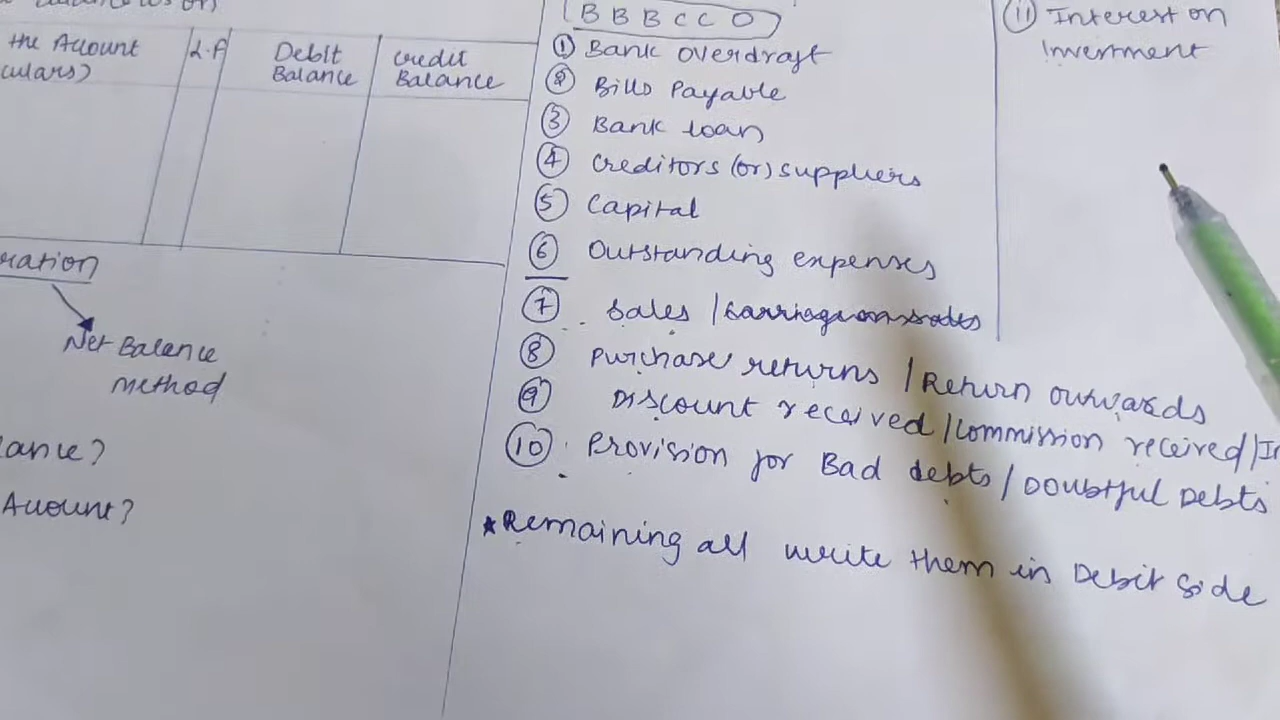 the Account
L.F
Debit
Balance
credit
Balance
ration
Net Balance
method
ance?
Account?
B B B C C O
① Bank overdraft
② Bills Payable
③ Bank loan
④ Creditors (or) suppliers
⑤ Capital
⑥ Outstanding expenses
⑦ Sales /
⑧ Purchase returns / Return outwards
⑨ Discount received / Commission received / I
⑩ Provision for Bad debts / Doubtful Debts
★ Remaining all write them in Debit side
⑪ Interest on
Investment